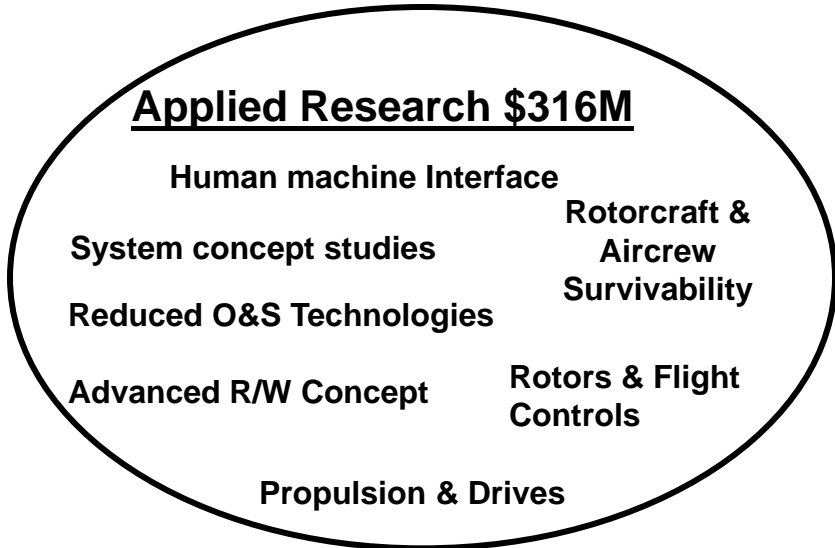 Applied Research $316M
Human machine Interface
Rotorcraft &
Aircrew
Survivability
System concept studies
Reduced O&S Technologies
Advanced R/W Concept
Rotors & Flight
Controls
Propulsion & Drives